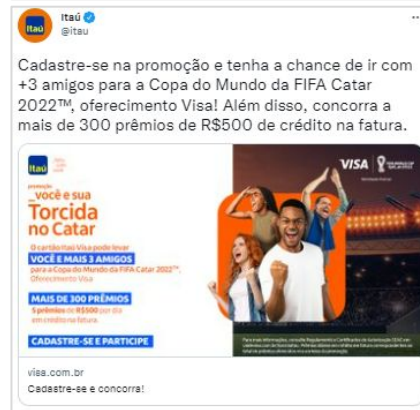 Itaú
@itau
Cadastre-se na promoção e tenha a chance de ir com
+3 amigos para a Copa do Mundo da FIFA Catar
2022™, oferecimento Visa! Além disso, concorra a
mais de 300 prêmios de R$500 de crédito na fatura.
Itaú
VISA
promoção
_você e sua
Torcida
no Catar
O cartão Itaú Visa pode levar
VOCÊ E MAIS 3 AMIGOS
para a Copa do Mundo da FIFA Catar 2022™.
Oferecimento Visa
MAIS DE 300 PRÊMIOS
5 prêmios de R$500 por dia
em crédito na fatura.
CADASTRE-SE E PARTICIPE
visa.com.br
Cadastre-se e concorra!